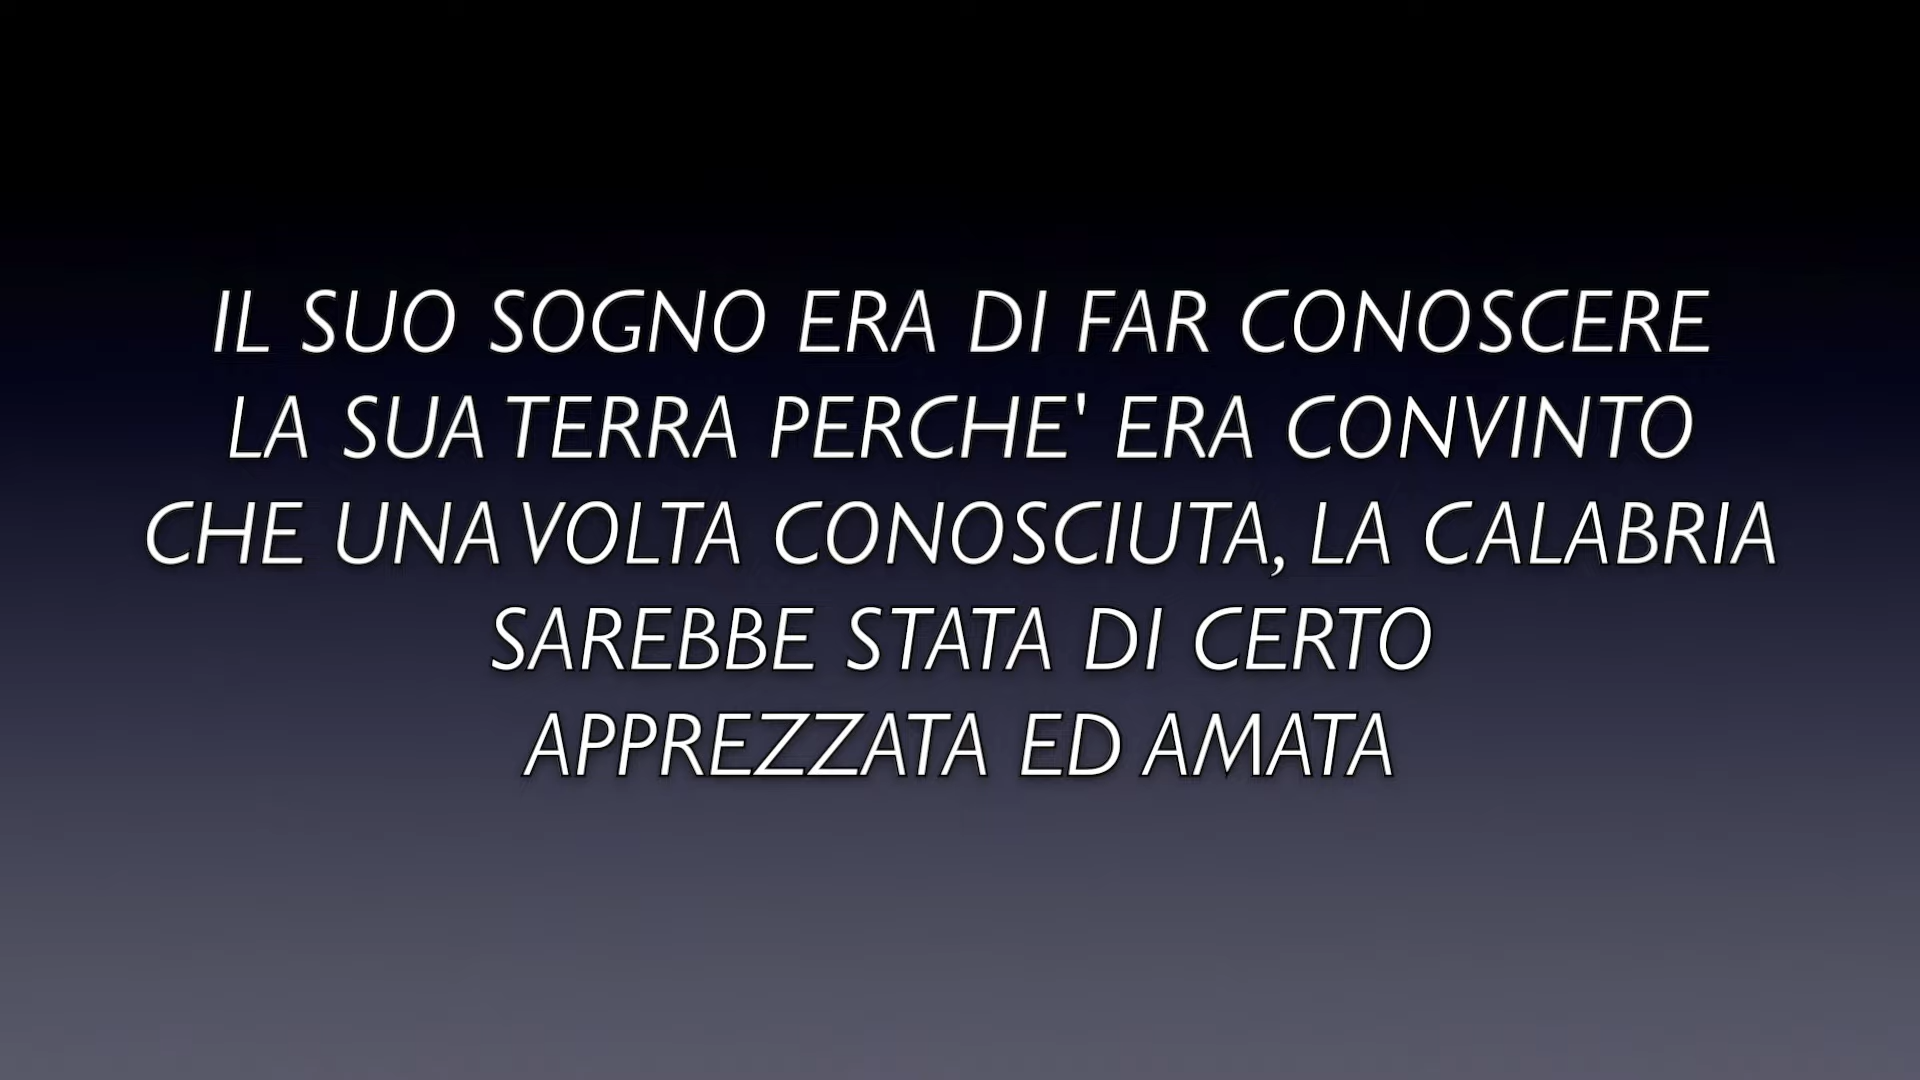 IL SUO SOGNO ERA DI FAR CONOSCERE
LA SUA TERRA PERCHE' ERA CONVINTO
CHE UNA VOLTA CONOSCIUTA, LA CALABRIA
SAREBBE STATA DI CERTO
APPREZZATA ED AMATA